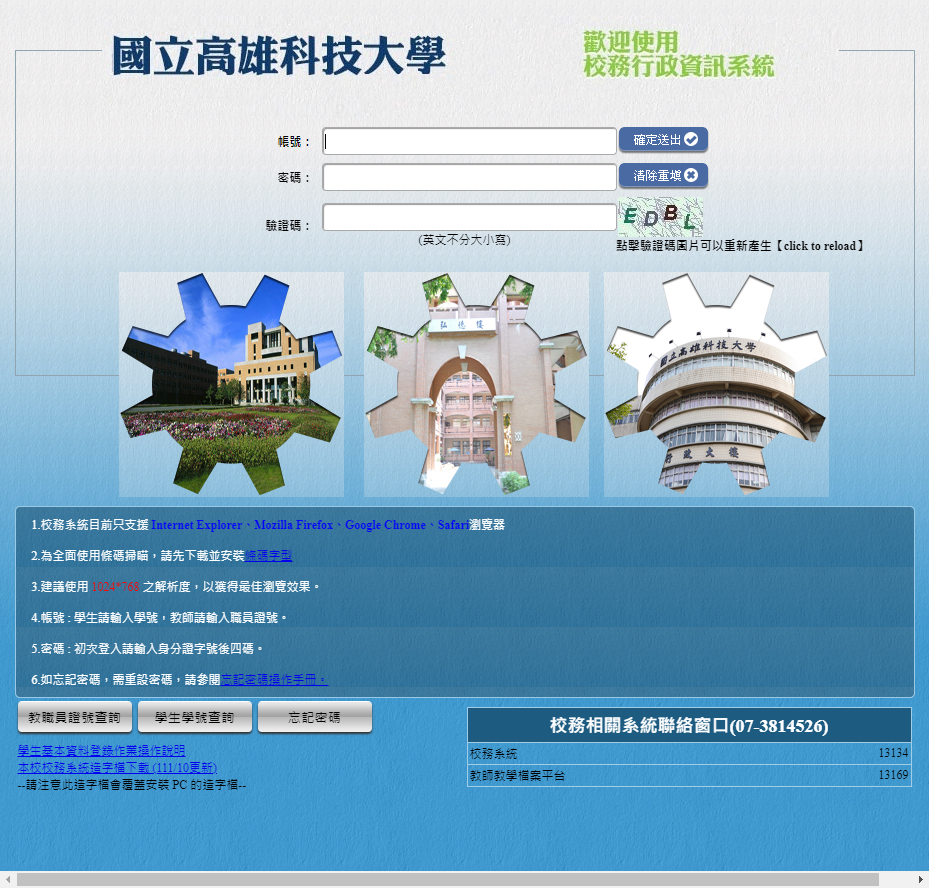 國立高雄科技大學
歡迎使用
校務行政資訊系統
帳號：
確定送出
密碼：
清除重填
驗證碼：
EDBL
(英文不分大小寫)
點擊驗證碼圖片可以重新產生【click to reload】
弘德樓
國立高雄科技大學
行政大樓
1.校務系統目前只支援 Internet Explorer、Mozilla Firefox、Google Chrome、Safari瀏覽器
2.為全面使用條碼掃瞄，請先下載並安裝條碼字型
3.建議使用 1024*768 之解析度，以獲得最佳瀏覽效果。
4.帳號 : 學生請輸入學號，教師請輸入職員證號。
5.密碼 : 初次登入請輸入身分證字號後四碼。
6.如忘記密碼，需重設密碼，請參閱忘記密碼操作手冊。
教職員證號查詢 學生學號查詢 忘記密碼
學生基本資料登錄作業操作說明
本校校務系統造字檔下載 (111/10更新)
--請注意此造字檔會覆蓋安裝 PC 的造字檔--
校務相關系統聯絡窗口(07-3814526)
校務系統 13134
教師教學檔案平台 13169